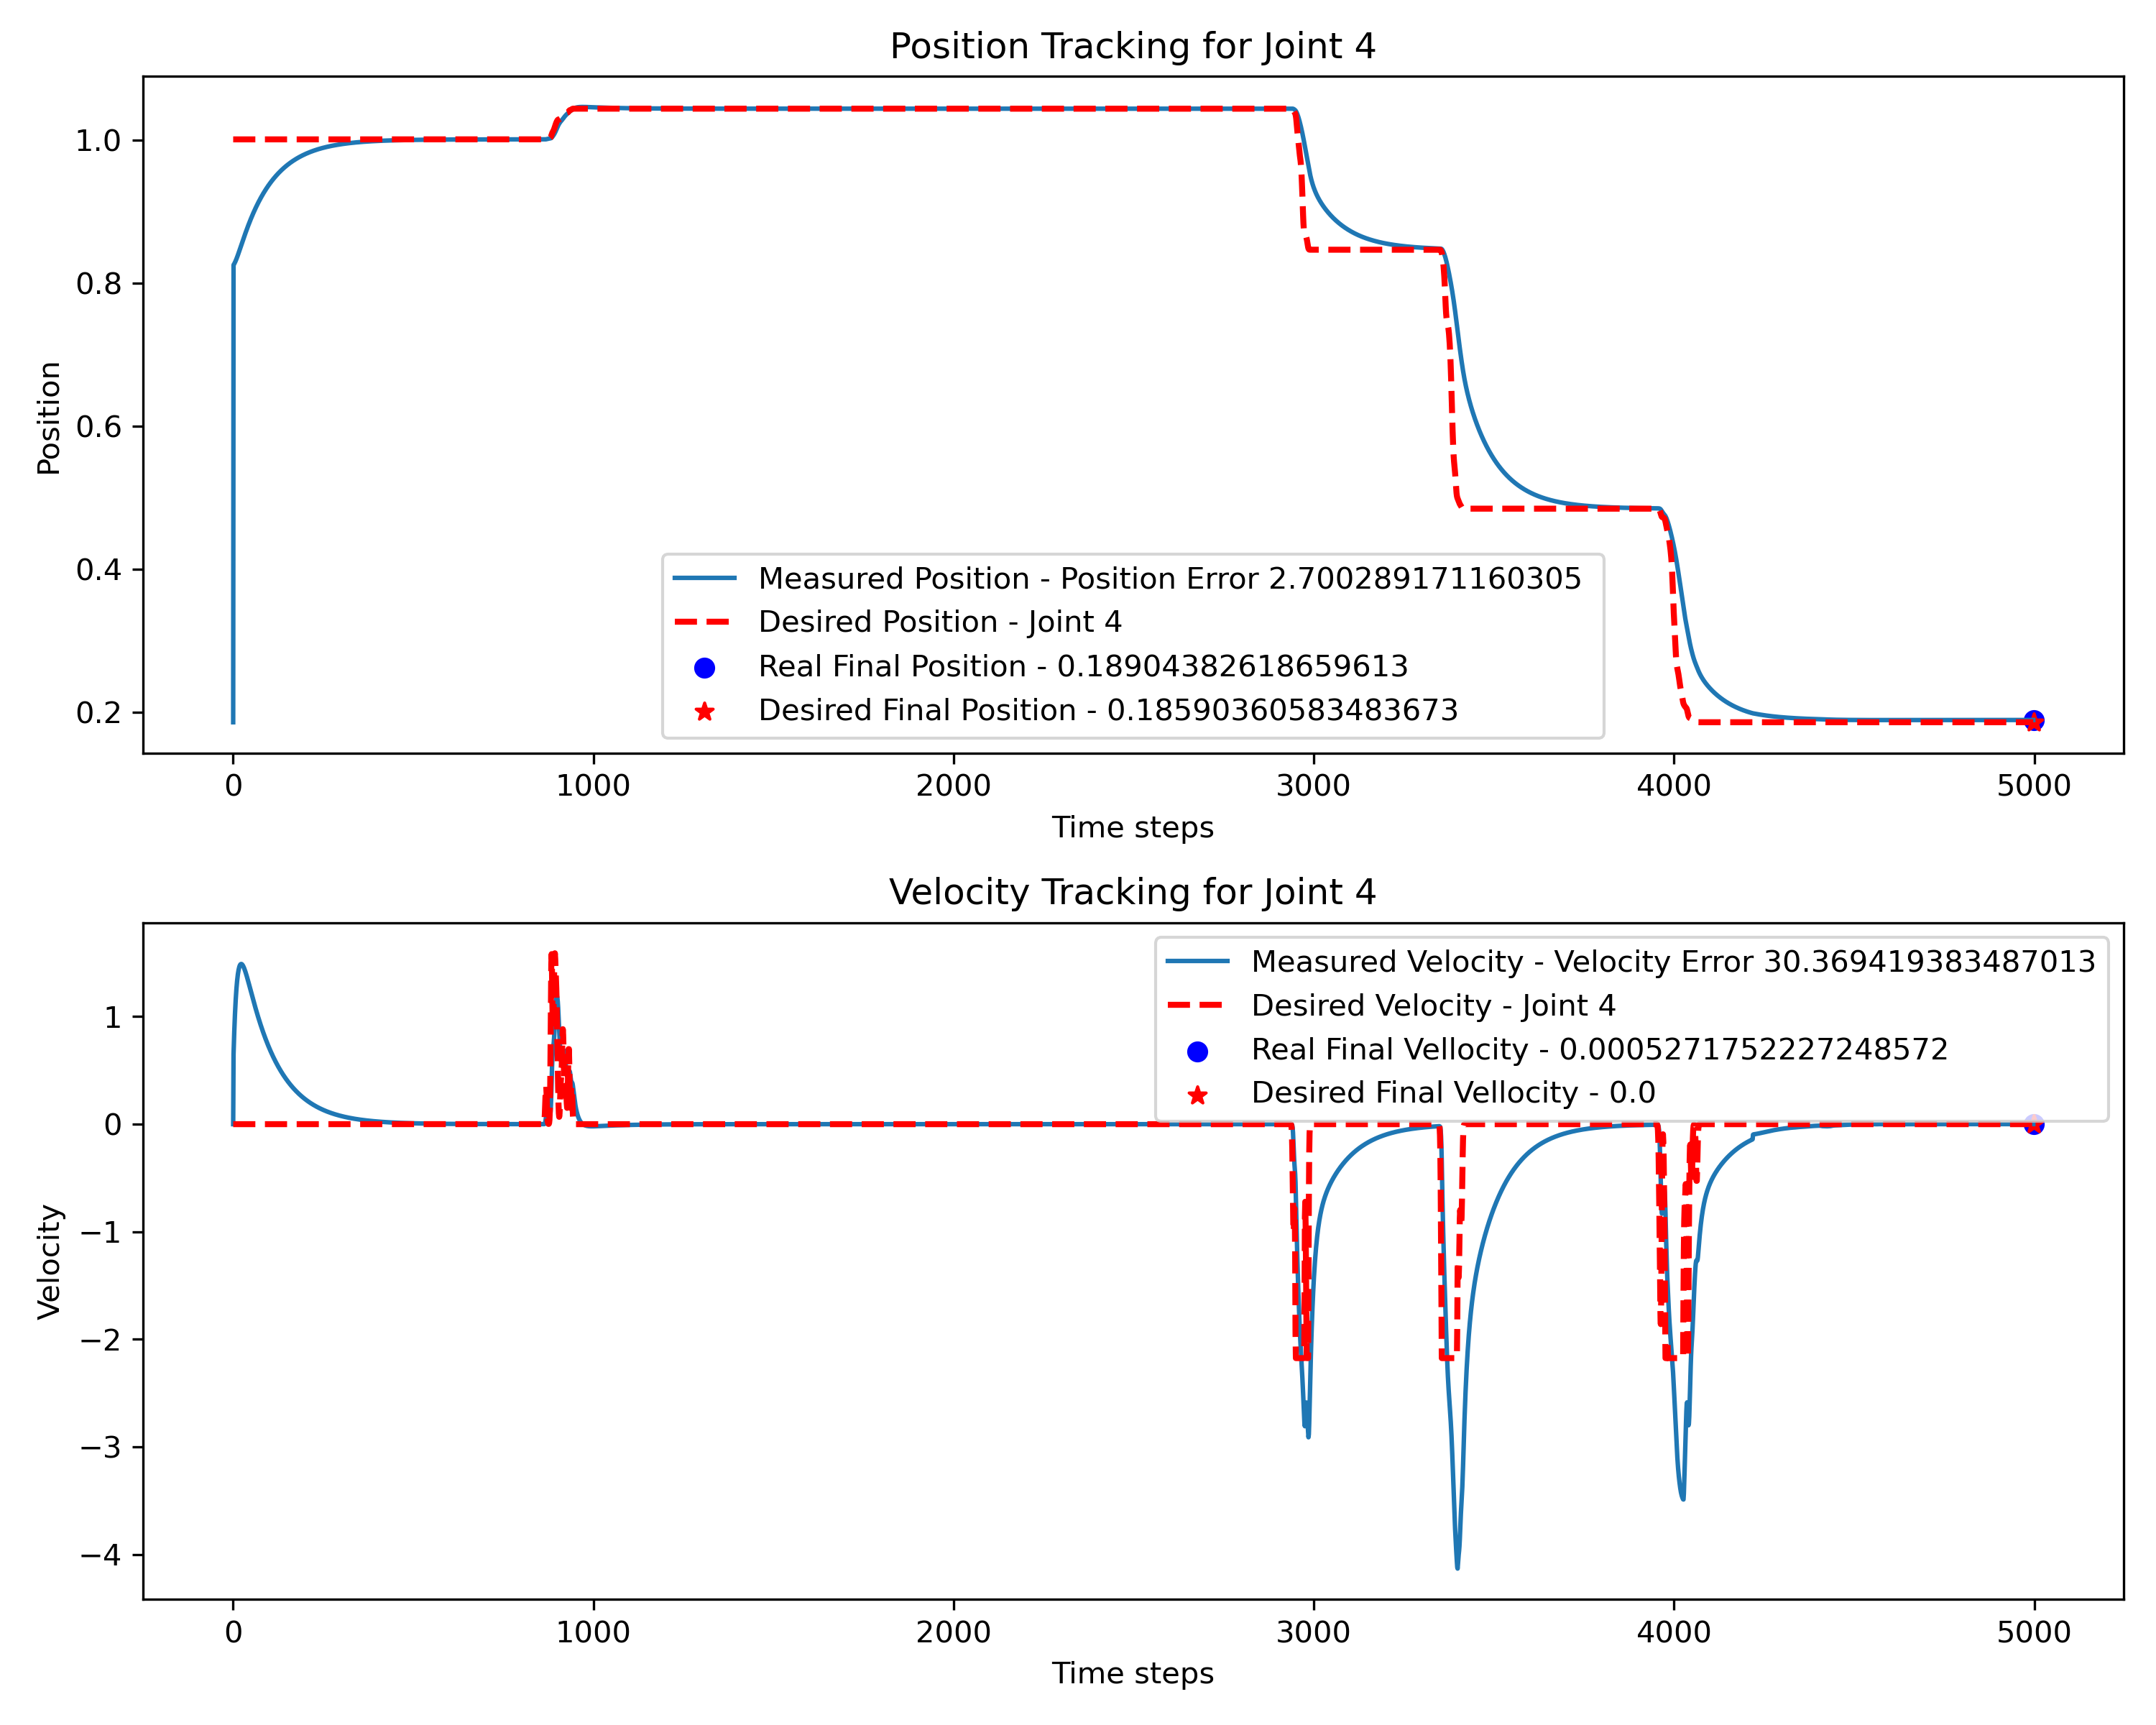 Position Tracking for Joint 4
Position
1.0
0.8
0.6
0.4
0.2
Measured Position - Position Error 2.700289171160305
Desired Position - Joint 4
Real Final Position - 0.18904382618659613
Desired Final Position - 0.18590360583483673
0 1000 2000 3000 4000 5000
Time steps
Velocity Tracking for Joint 4
Velocity
1
0
−1
−2
−3
−4
Measured Velocity - Velocity Error 30.369419383487013
Desired Velocity - Joint 4
Real Final Vellocity - 0.00052717522272​48572
Desired Final Vellocity - 0.0
0 1000 2000 3000 4000 5000
Time steps